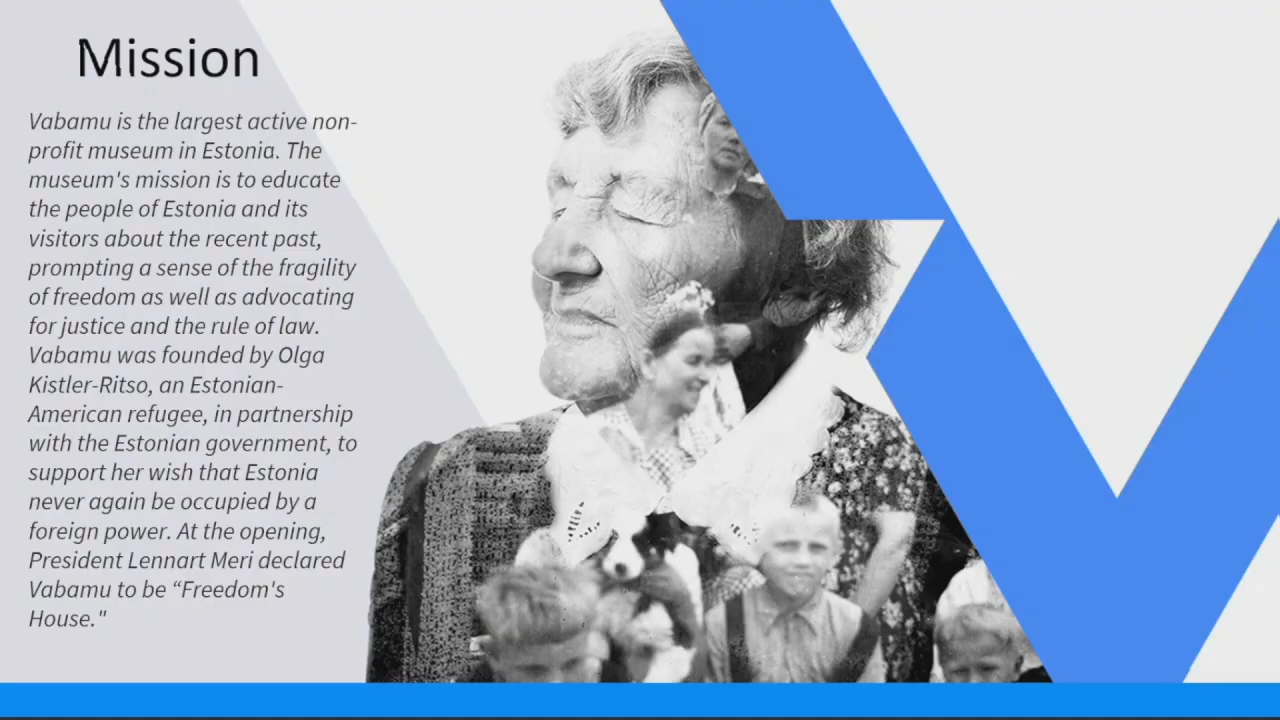 Mission
Vabamu is the largest active non-
profit museum in Estonia. The
museum's mission is to educate
the people of Estonia and its
visitors about the recent past,
prompting a sense of the fragility
of freedom as well as advocating
for justice and the rule of law.
Vabamu was founded by Olga
Kistler-Ritso, an Estonian-
American refugee, in partnership
with the Estonian government, to
support her wish that Estonia
never again be occupied by a
foreign power. At the opening,
President Lennart Meri declared
Vabamu to be “Freedom's
House."